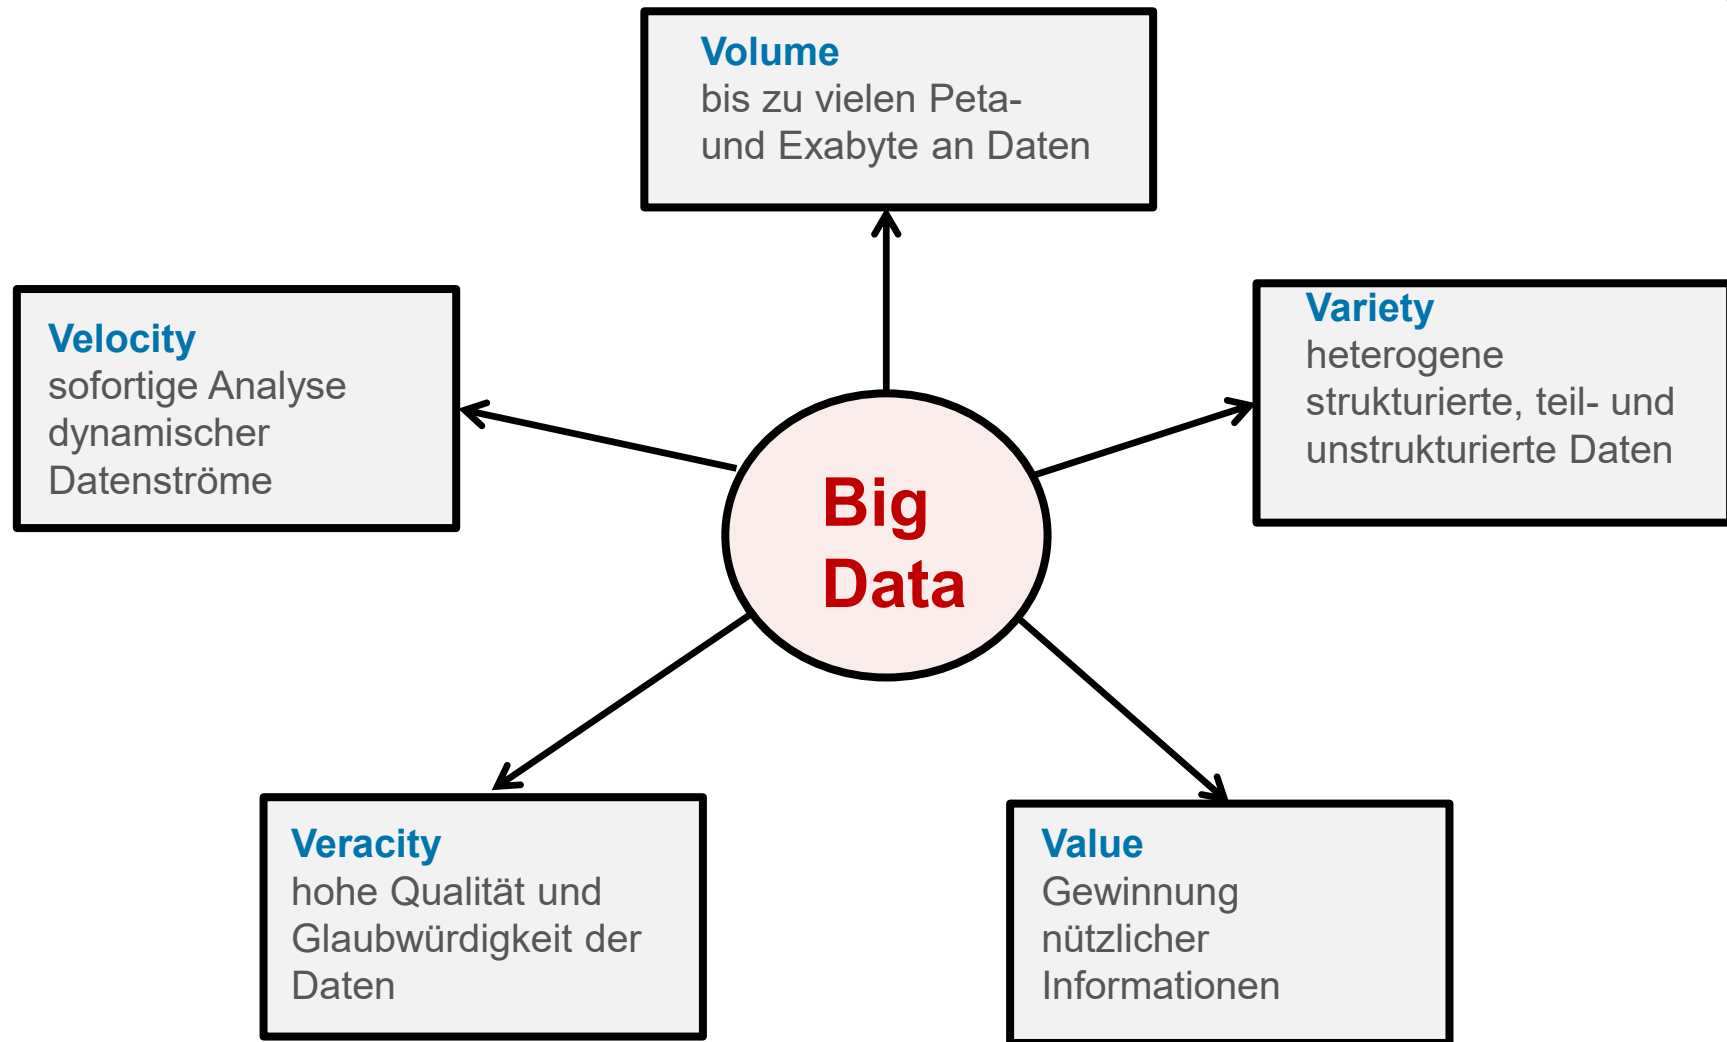 Volume
bis zu vielen Peta-
und Exabyte an Daten
Velocity
sofortige Analyse
dynamischer
Datenströme
Variety
heterogene
strukturierte, teil- und
unstrukturierte Daten
Big
Data
Veracity
hohe Qualität und
Glaubwürdigkeit der
Daten
Value
Gewinnung
nützlicher
Informationen